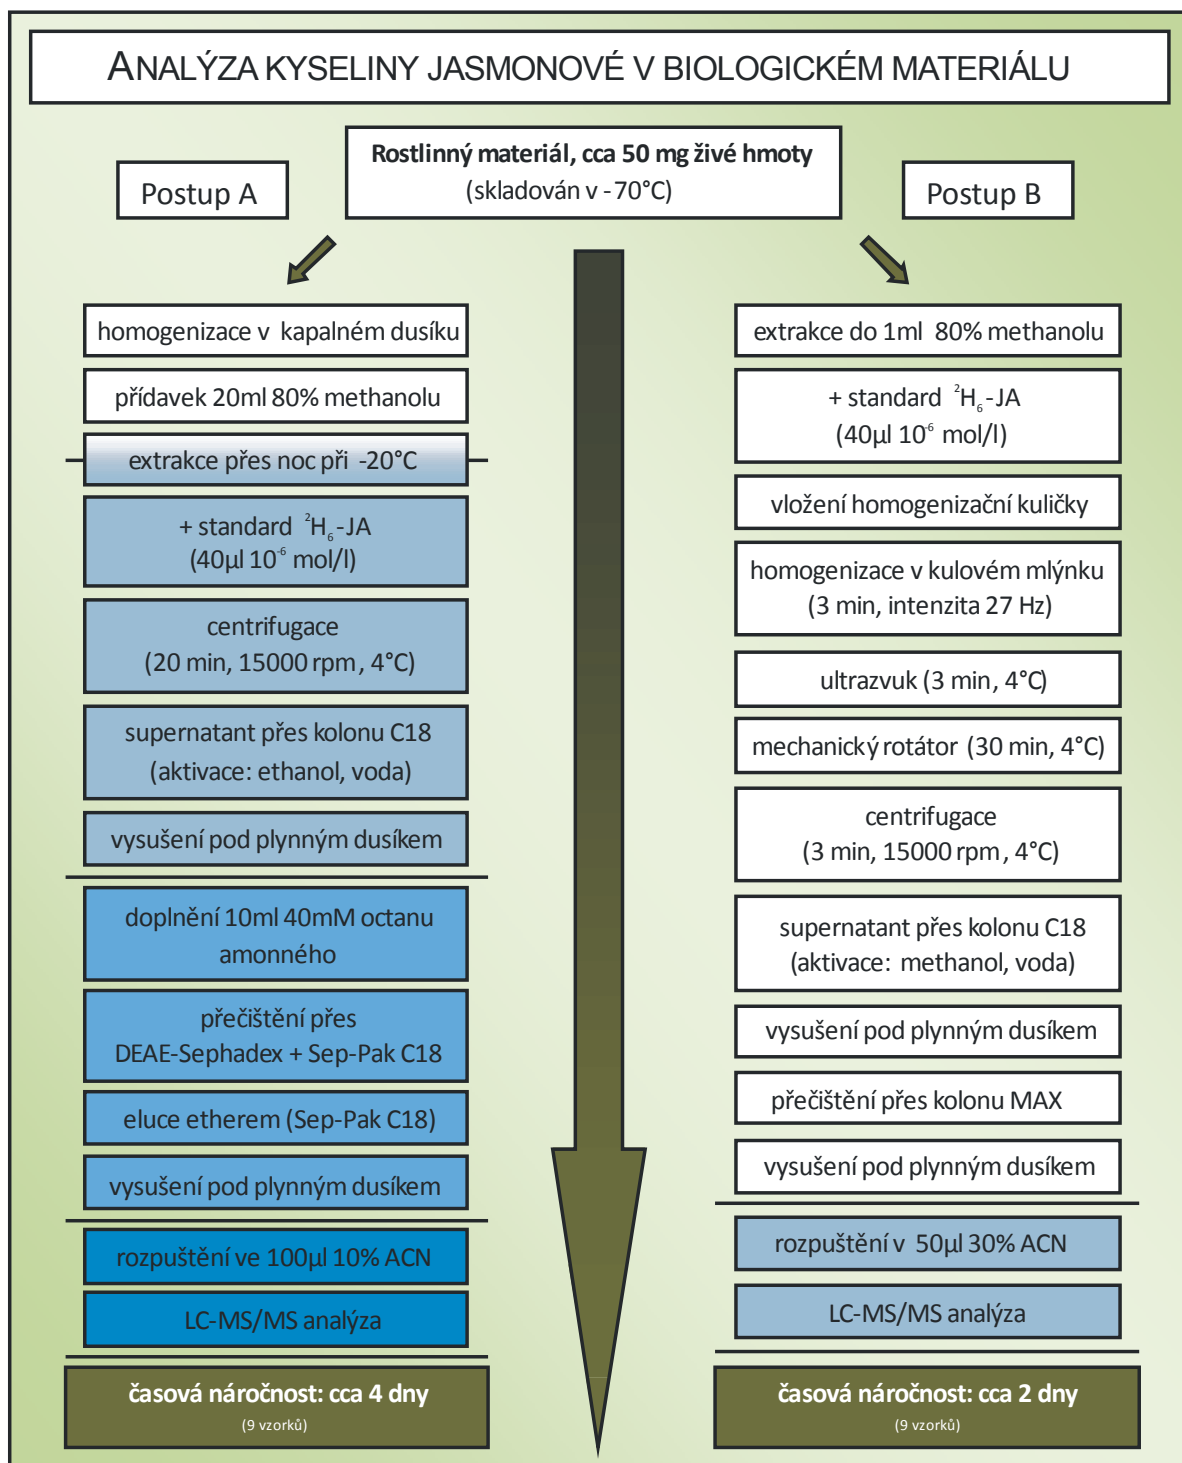 ANALÝZA KYSELINY JASMONOVÉ V BIOLOGICKÉM MATERIÁLU
Rostlinný materiál, cca 50 mg živé hmoty
(skladován v -70°C)
Postup A
homogenizace v kapalném dusíku
přídavek 20ml 80% methanolu
extrakce přes noc při -20°C
+ standard ²H₆-JA
(40µl 10⁻⁶ mol/l)
centrifugace
(20 min, 15000 rpm, 4°C)
supernatant přes kolonu C18
(aktivace: ethanol, voda)
vysušení pod plynným dusíkem
doplnění 10ml 40mM octanu
amonného
přečištění přes
DEAE-Sephadex + Sep-Pak C18
eluce etherem (Sep-Pak C18)
vysušení pod plynným dusíkem
rozpuštění ve 100µl 10% ACN
LC-MS/MS analýza
časová náročnost: cca 4 dny
(9 vzorků)
Postup B
extrakce do 1ml 80% methanolu
+ standard ²H₆-JA
(40µl 10⁻⁶ mol/l)
vložení homogenizační kuličky
homogenizace v kulovém mlýnku
(3 min, intenzita 27 Hz)
ultrazvuk (3 min, 4°C)
mechanický rotátor (30 min, 4°C)
centrifugace
(3 min, 15000 rpm, 4°C)
supernatant přes kolonu C18
(aktivace: methanol, voda)
vysušení pod plynným dusíkem
přečištění přes kolonu MAX
vysušení pod plynným dusíkem
rozpuštění v 50µl 30% ACN
LC-MS/MS analýza
časová náročnost: cca 2 dny
(9 vzorků)